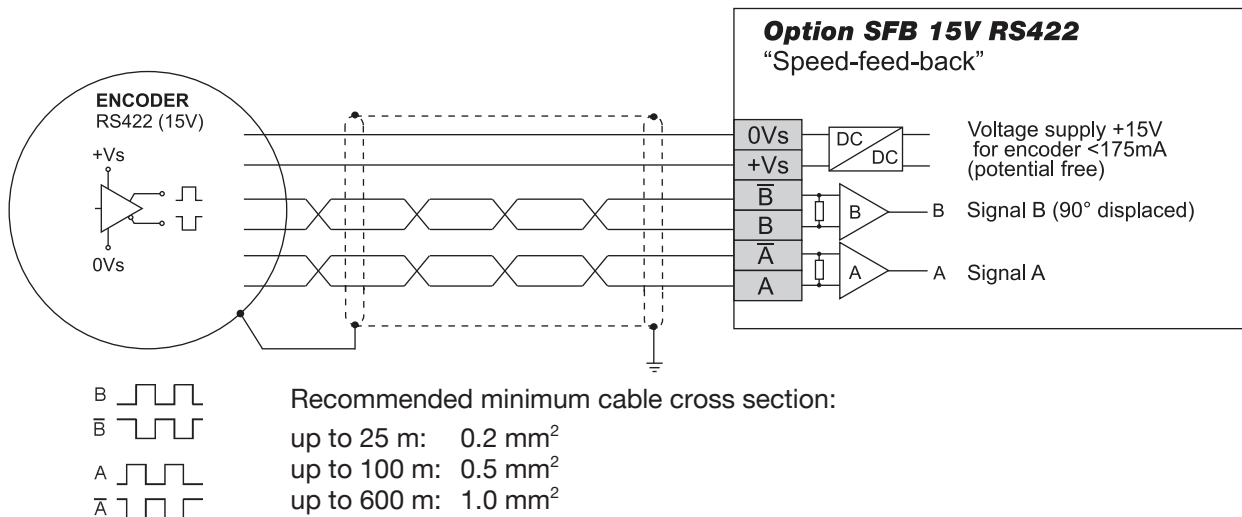 Option SFB 15V RS422
“Speed-feed-back”
ENCODER
RS422 (15V)
+Vs
0Vs
0Vs
+Vs
B̅
B
A̅
A
DC
DC
Voltage supply +15V
for encoder <175mA
(potential free)
B
B
Signal B (90° displaced)
A
A
Signal A
B
B̅
A
A̅
Recommended minimum cable cross section:
up to 25 m: 0.2 mm²
up to 100 m: 0.5 mm²
up to 600 m: 1.0 mm²